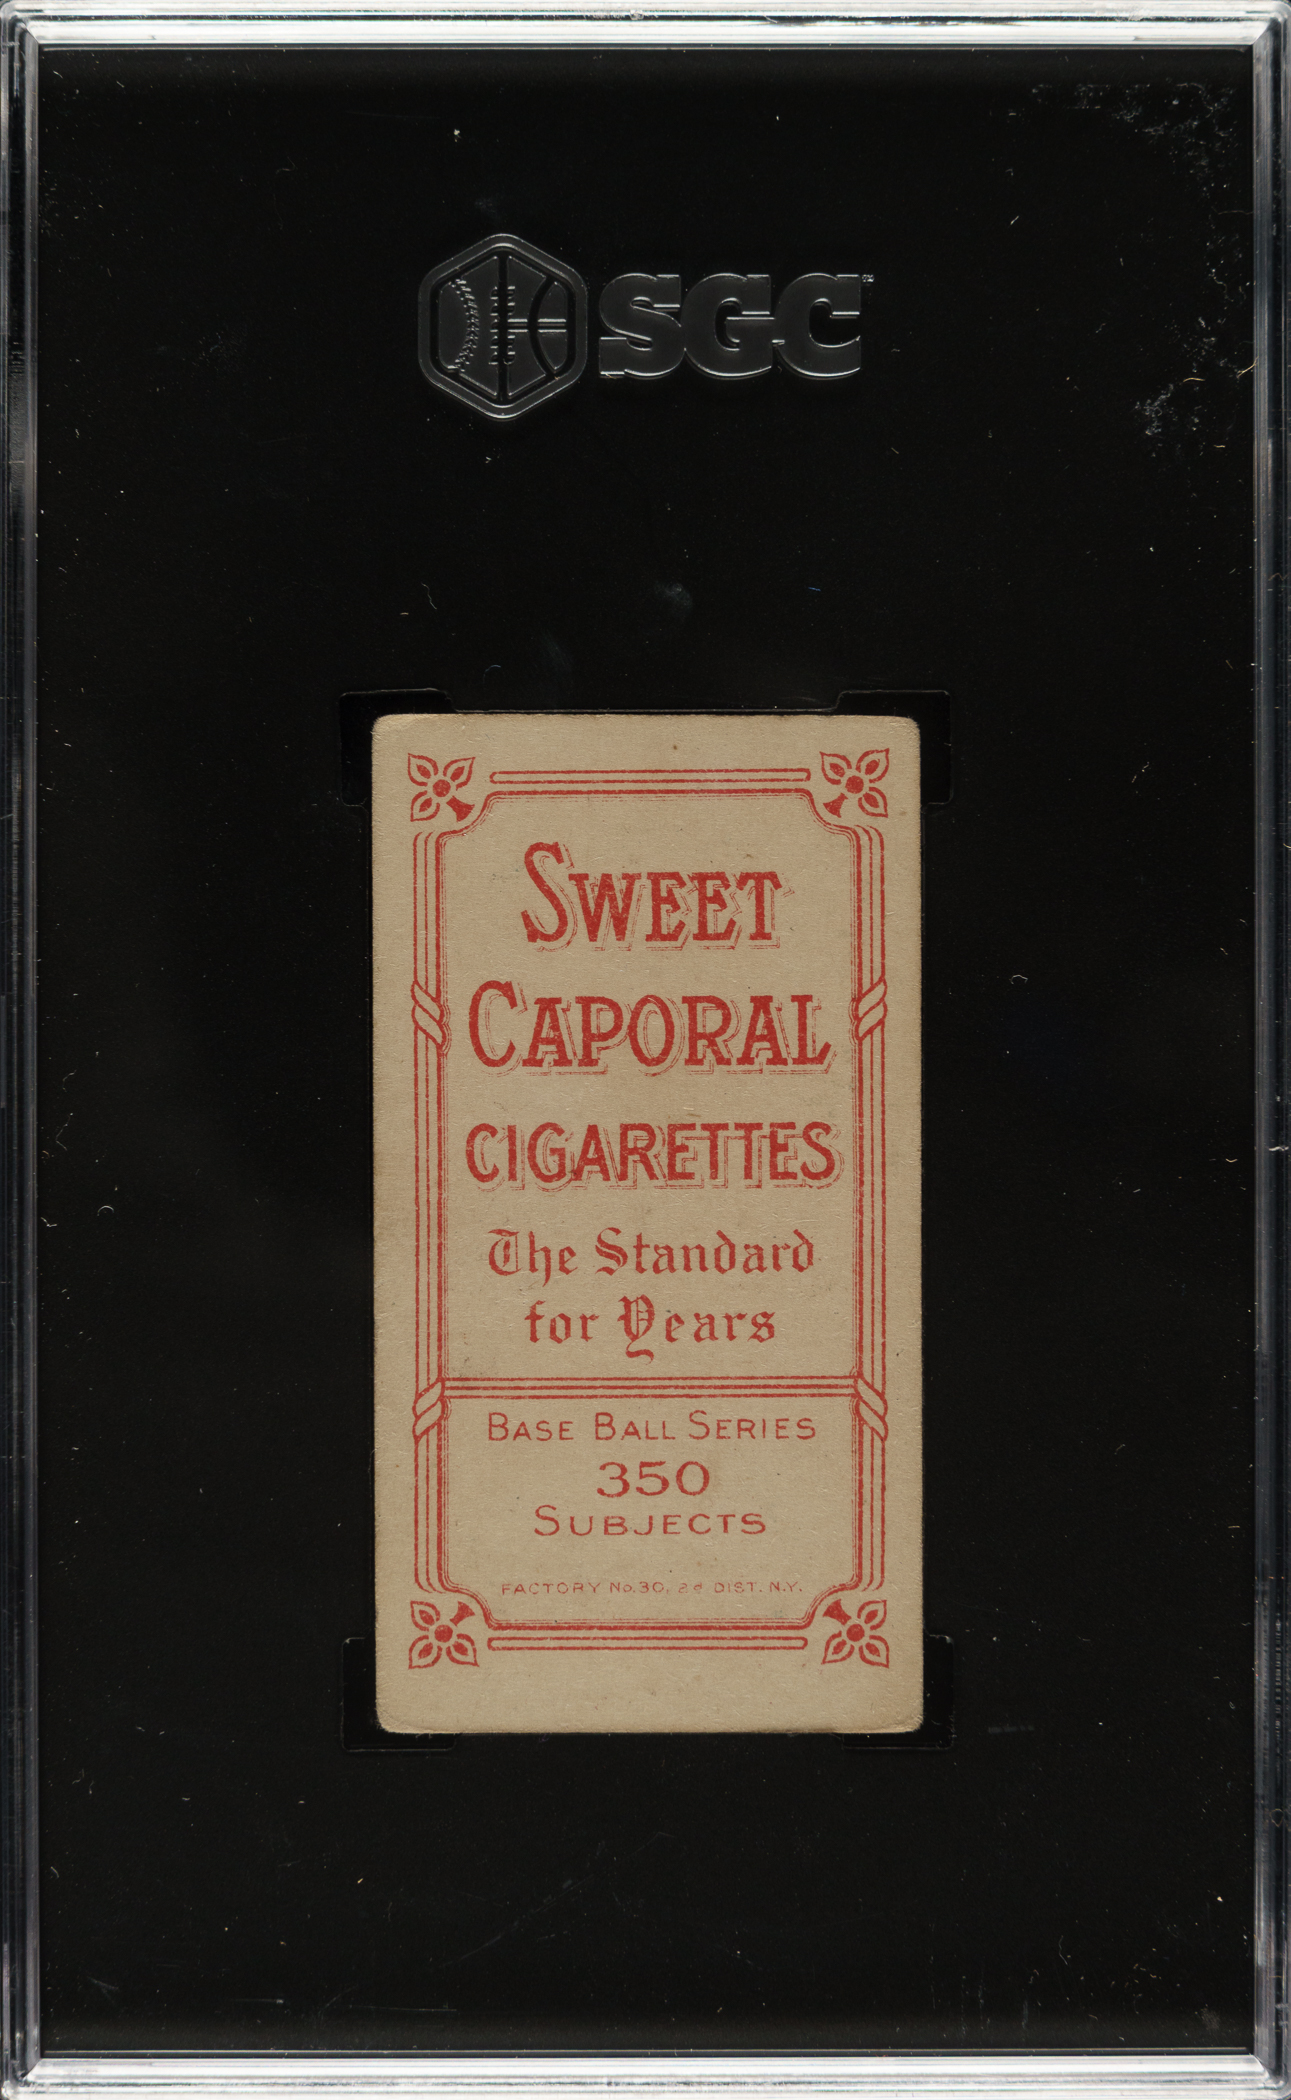 SGC
SWEET
CAPORAL
CIGARETTES
The Standard
for Years
BASE BALL SERIES
350
SUBJECTS
FACTORY No. 30, 2d DIST. N.Y.